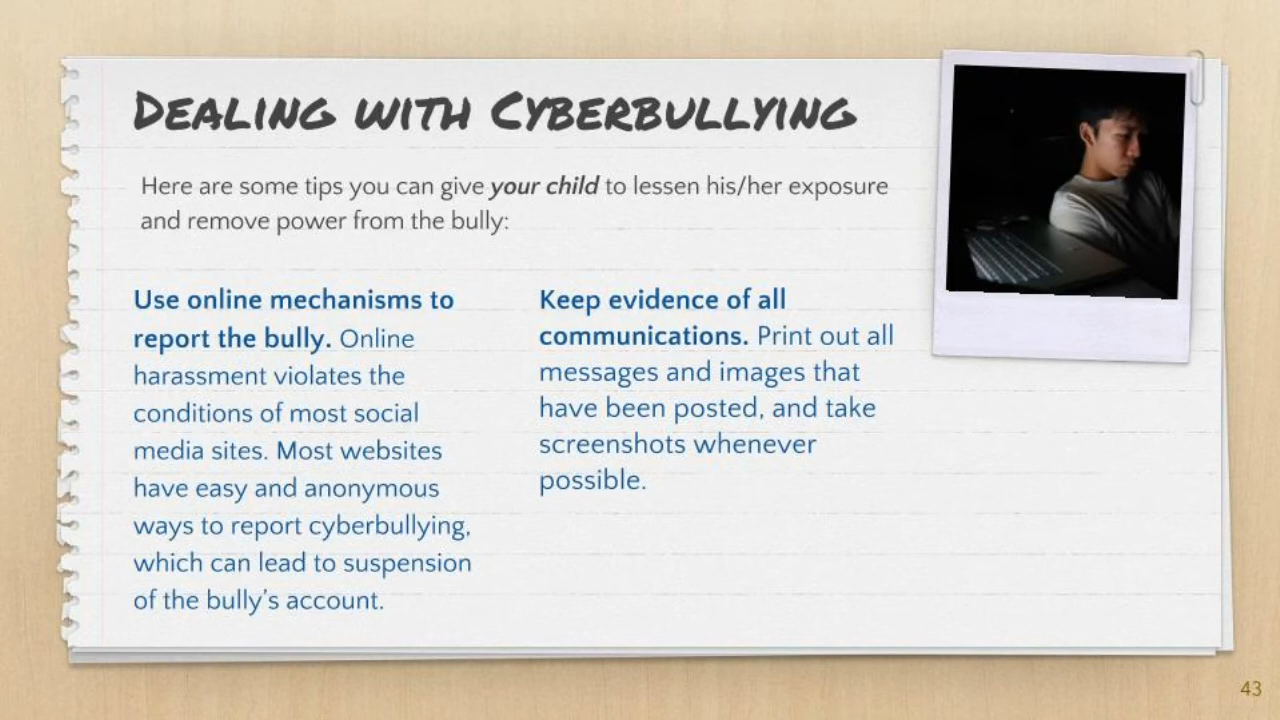 Dealing with Cyberbullying
Here are some tips you can give your child to lessen his/her exposure
and remove power from the bully:
Use online mechanisms to
report the bully. Online
harassment violates the
conditions of most social
media sites. Most websites
have easy and anonymous
ways to report cyberbullying,
which can lead to suspension
of the bully's account.
Keep evidence of all
communications. Print out all
messages and images that
have been posted, and take
screenshots whenever
possible.
43